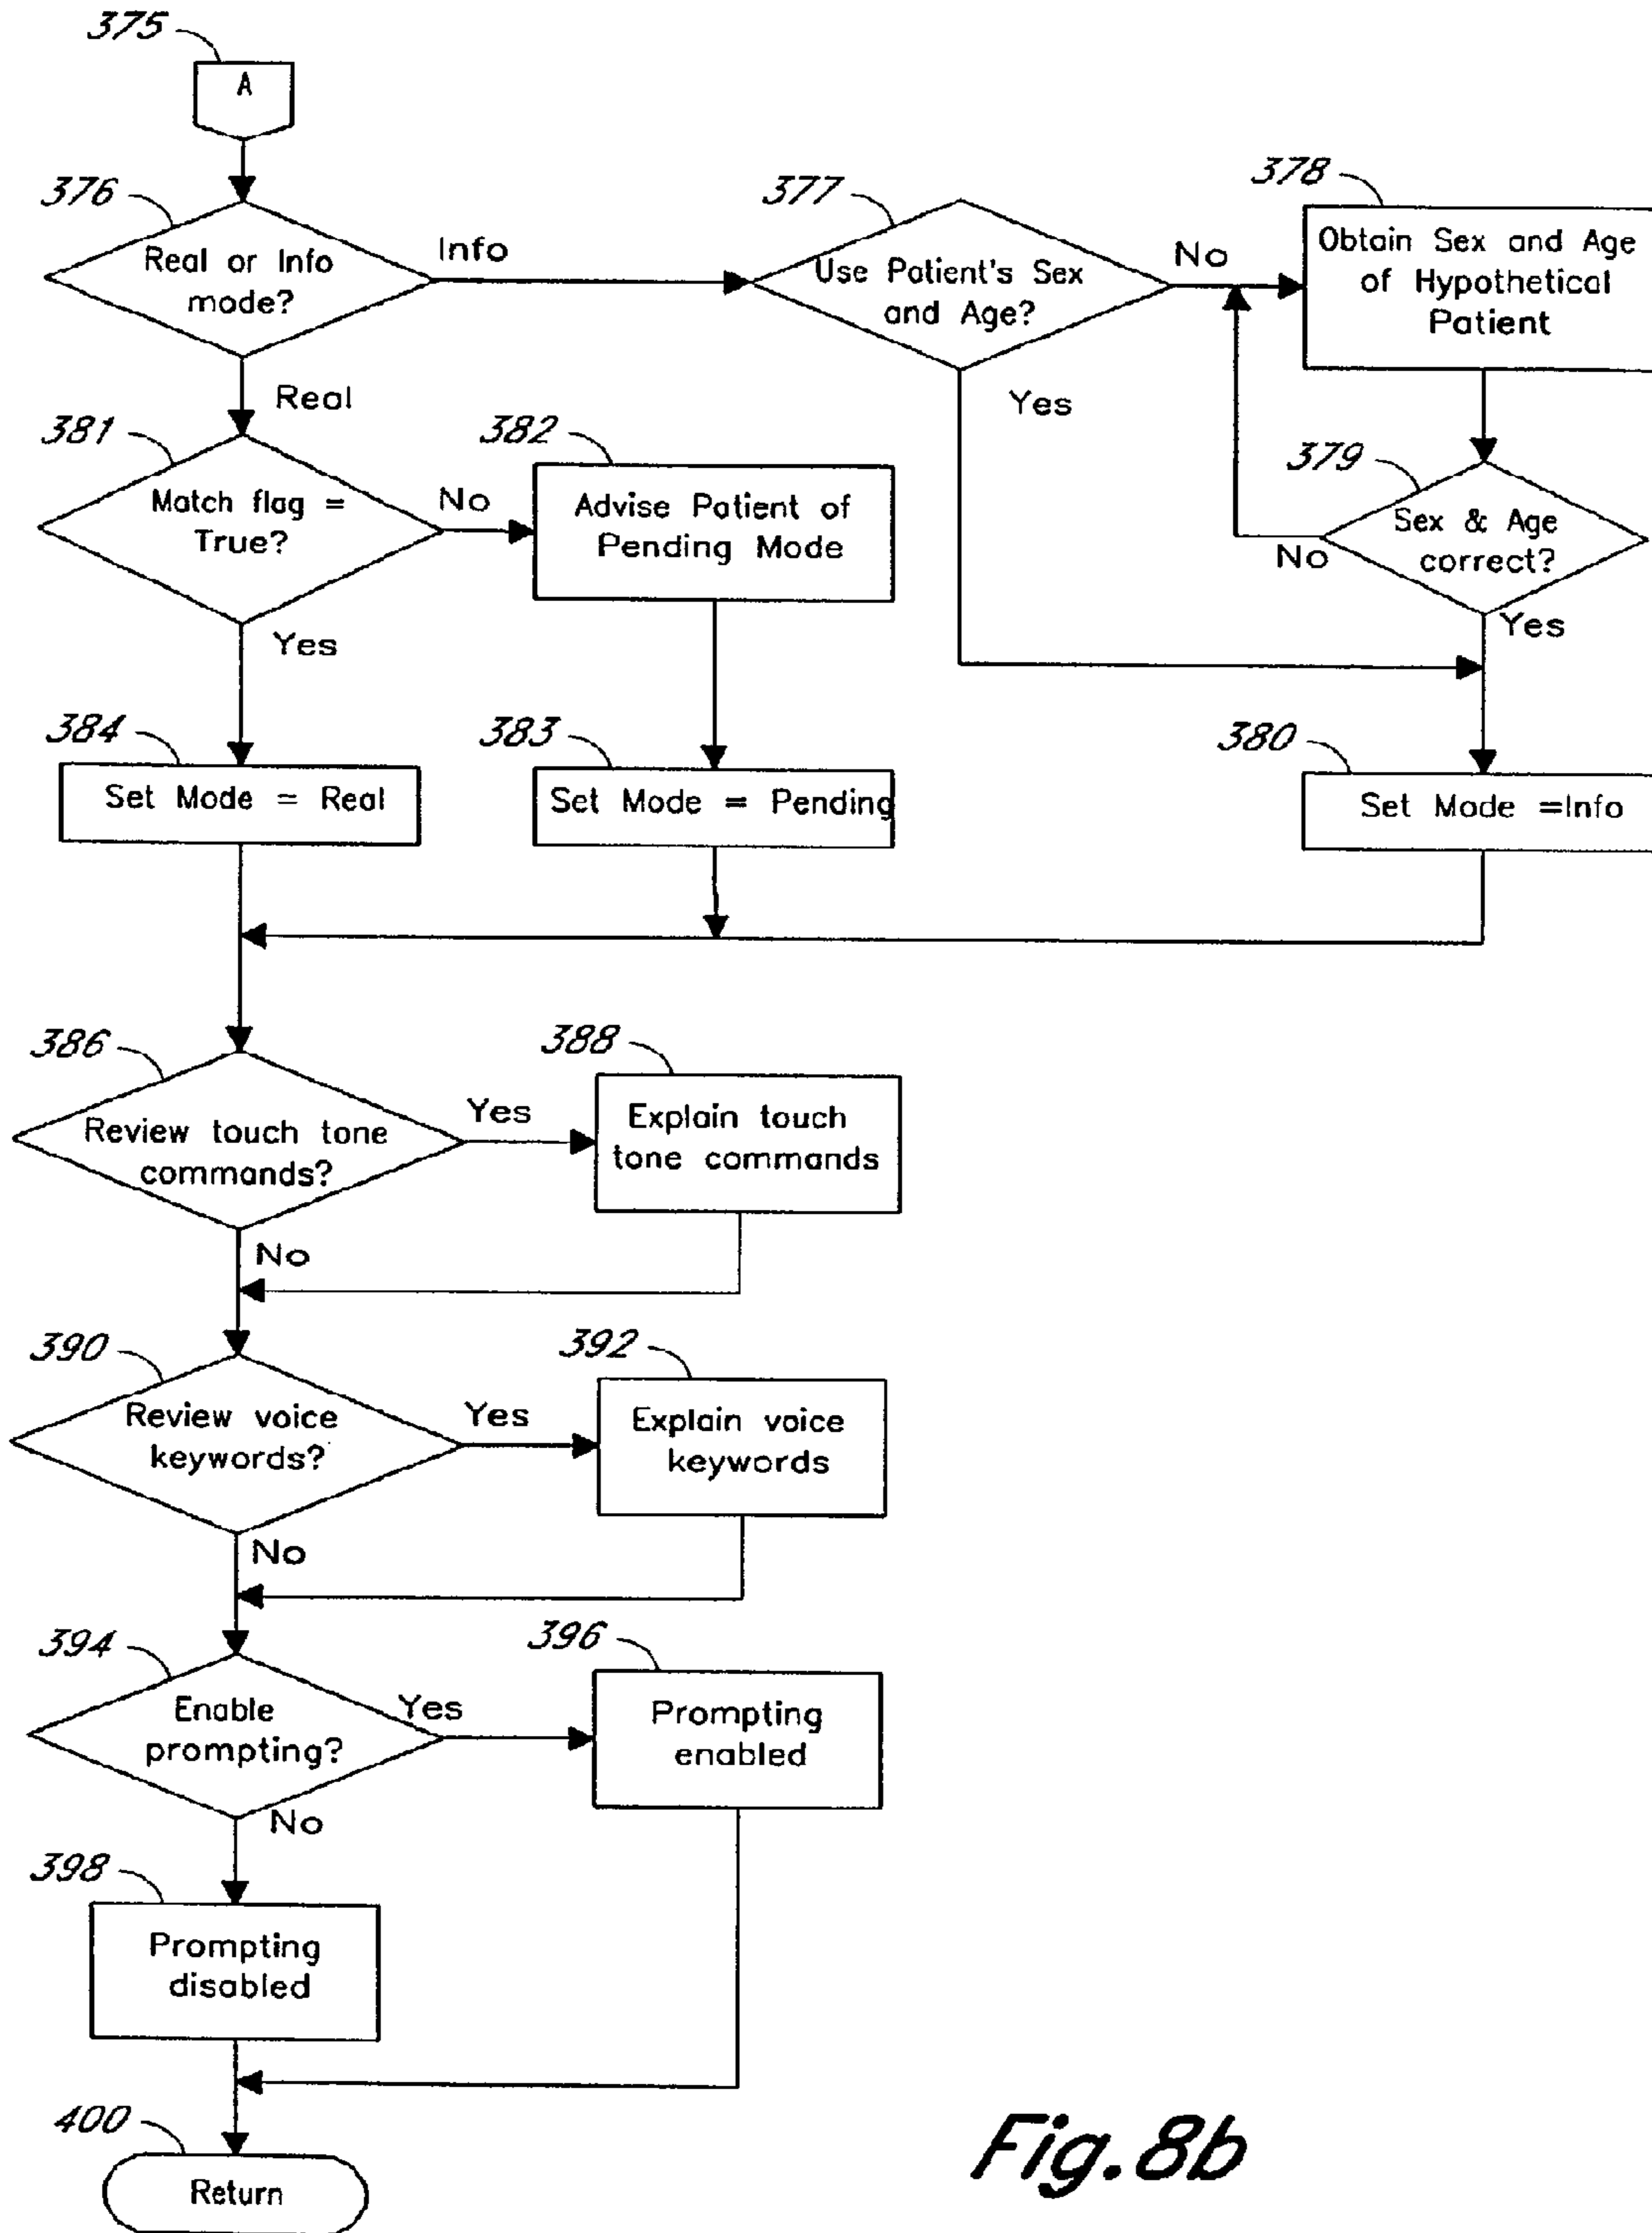 375
A
376
Real or Info
mode?
Info
377
Use Patient's Sex
and Age?
No
378
Obtain Sex and Age
of Hypothetical
Patient
Real
Yes
381
Match flag =
True?
No
382
Advise Patient of
Pending Mode
379
Sex & Age
correct?
No
Yes
Yes
384
Set Mode = Real
383
Set Mode = Pending
380
Set Mode =Info
386
Review touch tone
commands?
Yes
388
Explain touch
tone commands
No
390
Review voice
keywords?
Yes
392
Explain voice
keywords
No
394
Enable
prompting?
Yes
396
Prompting
enabled
No
398
Prompting
disabled
400
Return
Fig.8b